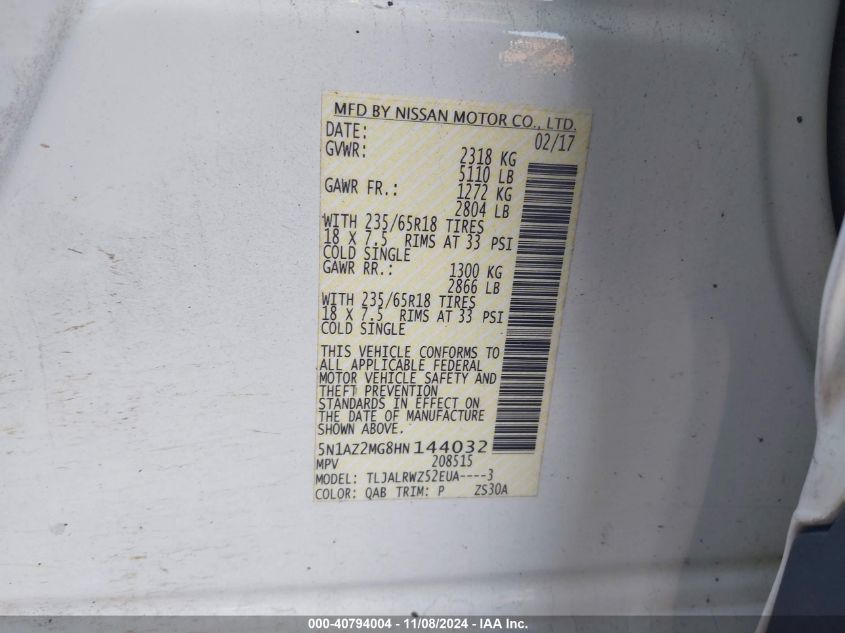 MFD BY NISSAN MOTOR CO., LTD.
DATE: 02/17
GVWR: 2318 KG
5110 LB
GAWR FR.: 1272 KG
2804 LB
WITH 235/65R18 TIRES
18 X 7.5 RIMS AT 33 PSI
COLD SINGLE
GAWR RR.: 1300 KG
2866 LB
WITH 235/65R18 TIRES
18 X 7.5 RIMS AT 33 PSI
COLD SINGLE
THIS VEHICLE CONFORMS TO
ALL APPLICABLE FEDERAL
MOTOR VEHICLE SAFETY AND
THEFT PREVENTION
STANDARDS IN EFFECT ON
THE DATE OF MANUFACTURE
SHOWN ABOVE.
5N1AZ2MG8HN144032
MPV 208515
MODEL: TLJALRWZ52EUA----3
COLOR: QAB TRIM: P ZS30A
000-40794004 - 11/08/2024 - IAA Inc.